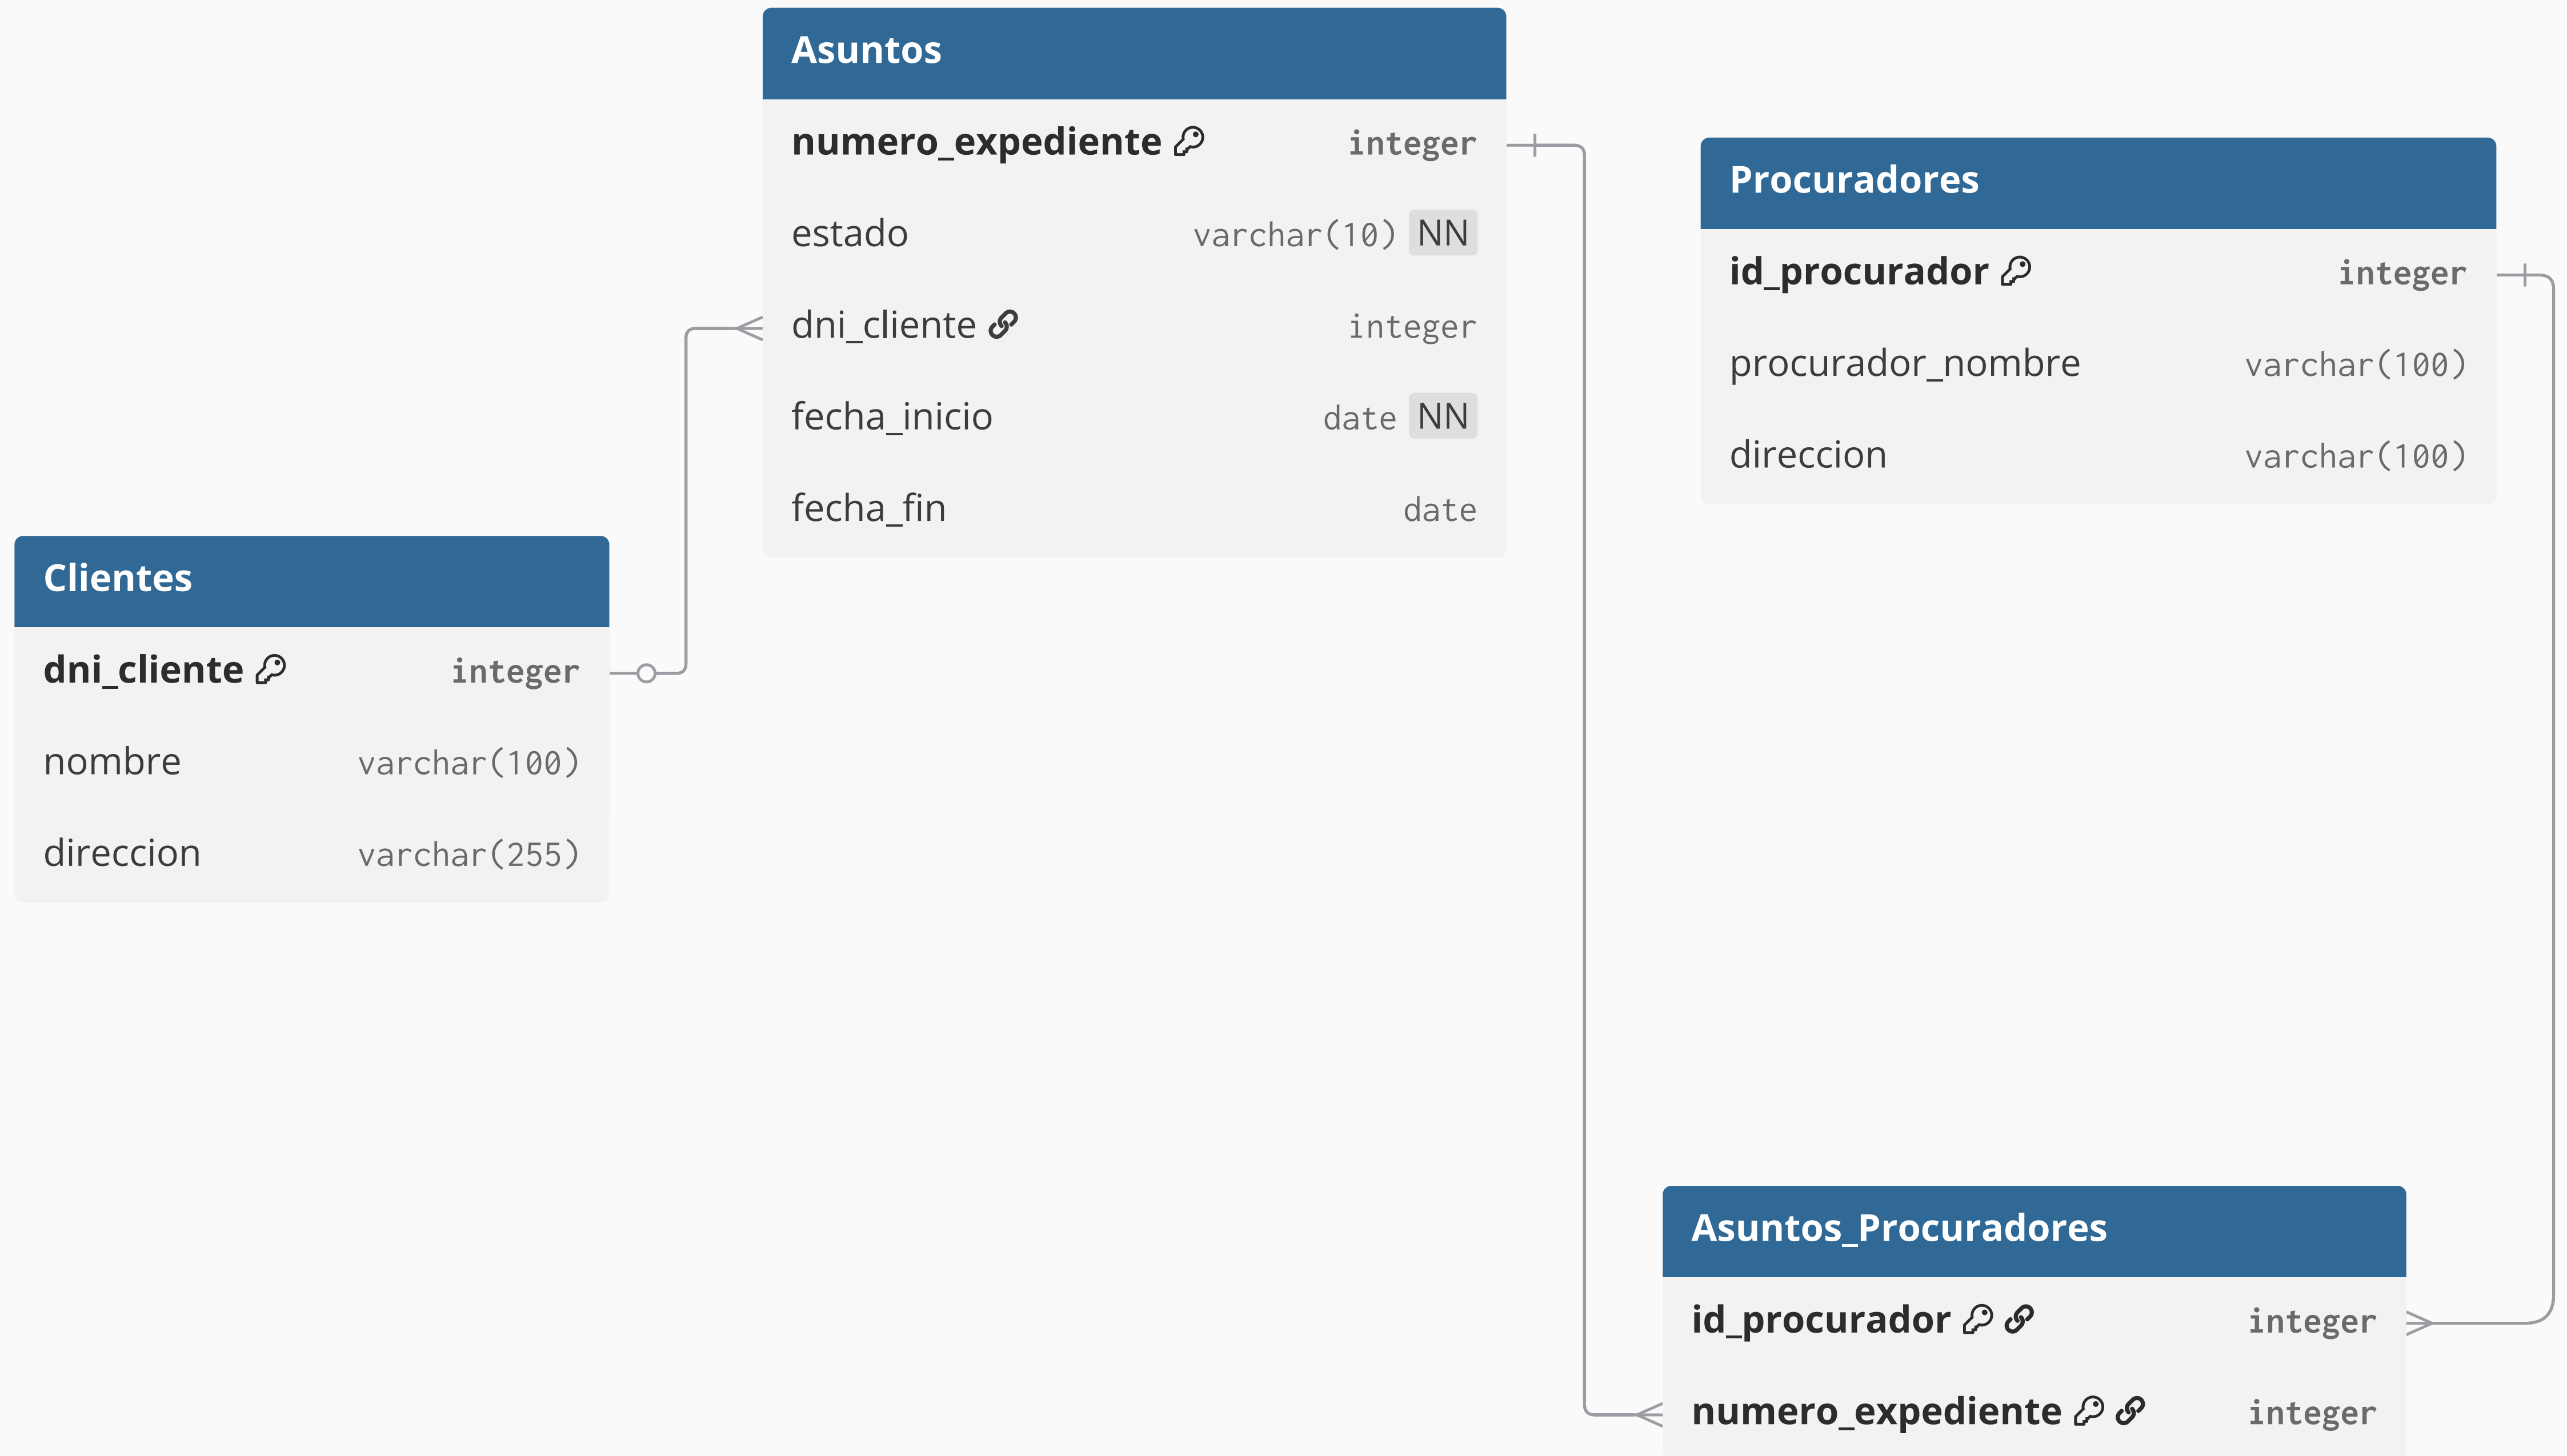 Asuntos
numero_expediente integer
estado varchar(10) NN
dni_cliente integer
fecha_inicio date NN
fecha_fin date
Procuradores
id_procurador integer
procurador_nombre varchar(100)
direccion varchar(100)
Clientes
dni_cliente integer
nombre varchar(100)
direccion varchar(255)
Asuntos_Procuradores
id_procurador integer
numero_expediente integer